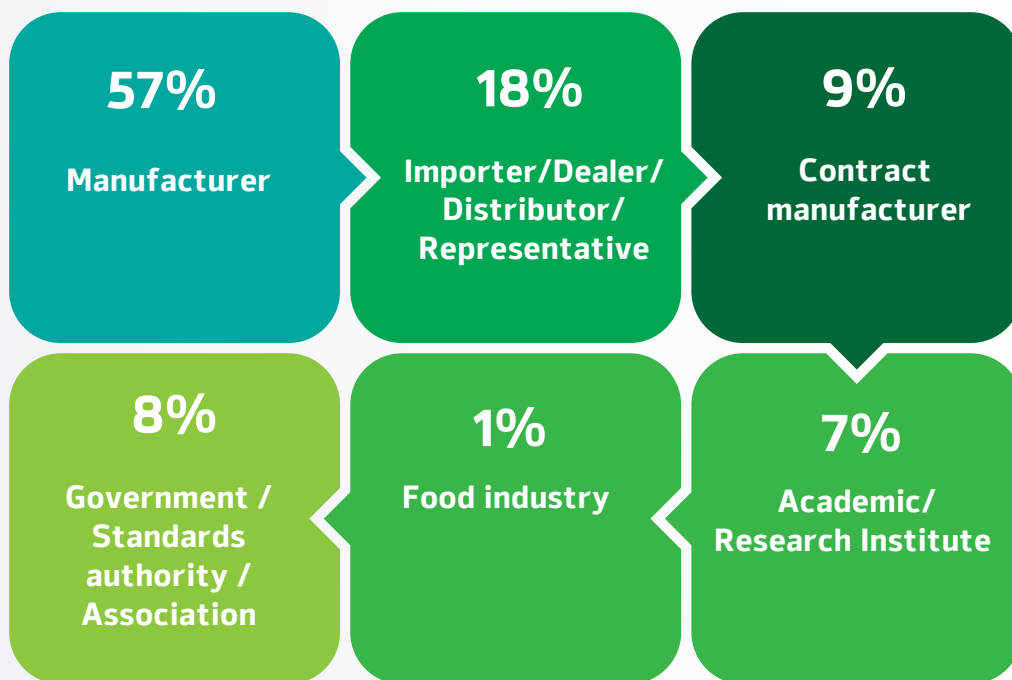 57%
Manufacturer
18%
Importer/Dealer/
Distributor/
Representative
9%
Contract
manufacturer
7%
Academic/
Research Institute
1%
Food industry
8%
Government /
Standards
authority /
Association